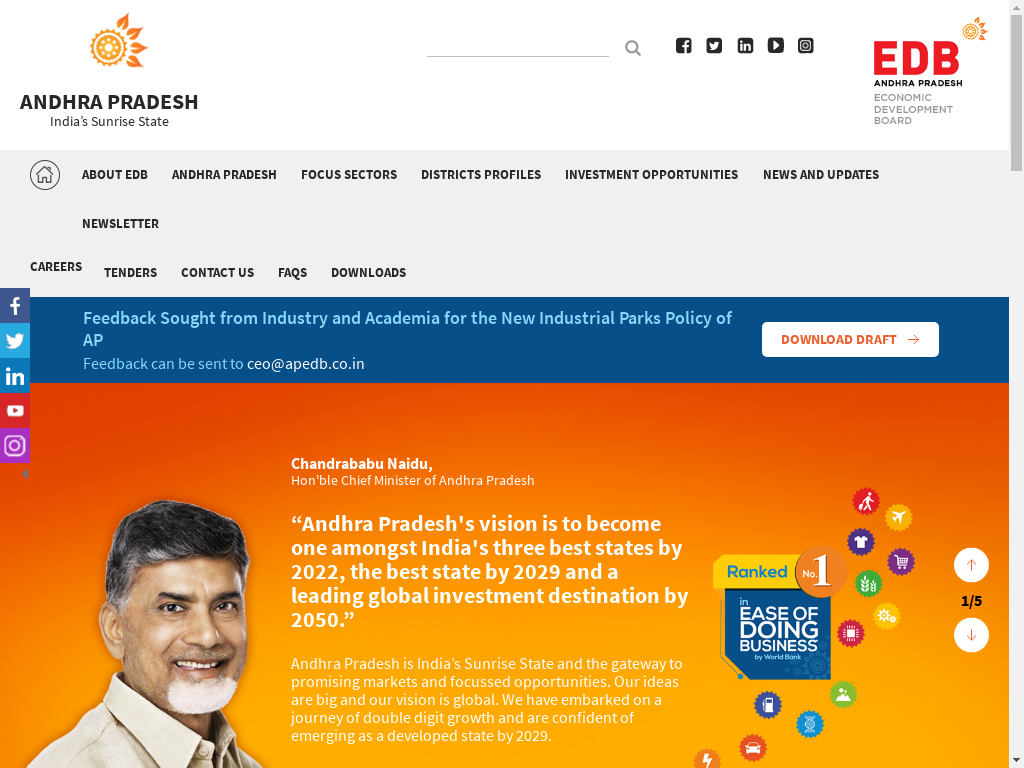 ANDHRA PRADESH
India’s Sunrise State
EDB
ANDHRA PRADESH
ECONOMIC
DEVELOPMENT
BOARD
ABOUT EDB
ANDHRA PRADESH
FOCUS SECTORS
DISTRICTS PROFILES
INVESTMENT OPPORTUNITIES
NEWS AND UPDATES
NEWSLETTER
CAREERS
TENDERS
CONTACT US
FAQS
DOWNLOADS
Feedback Sought from Industry and Academia for the New Industrial Parks Policy of
AP
Feedback can be sent to ceo@apedb.co.in
DOWNLOAD DRAFT
Chandrababu Naidu,
Hon'ble Chief Minister of Andhra Pradesh
“Andhra Pradesh's vision is to become
one amongst India's three best states by
2022, the best state by 2029 and a
leading global investment destination by
2050.”
Andhra Pradesh is India’s Sunrise State and the gateway to
promising markets and focussed opportunities. Our ideas
are big and our vision is global. We have embarked on a
journey of double digit growth and are confident of
emerging as a developed state by 2029.
Ranked No.1
in
EASE OF
DOING
BUSINESS
by World Bank
1/5